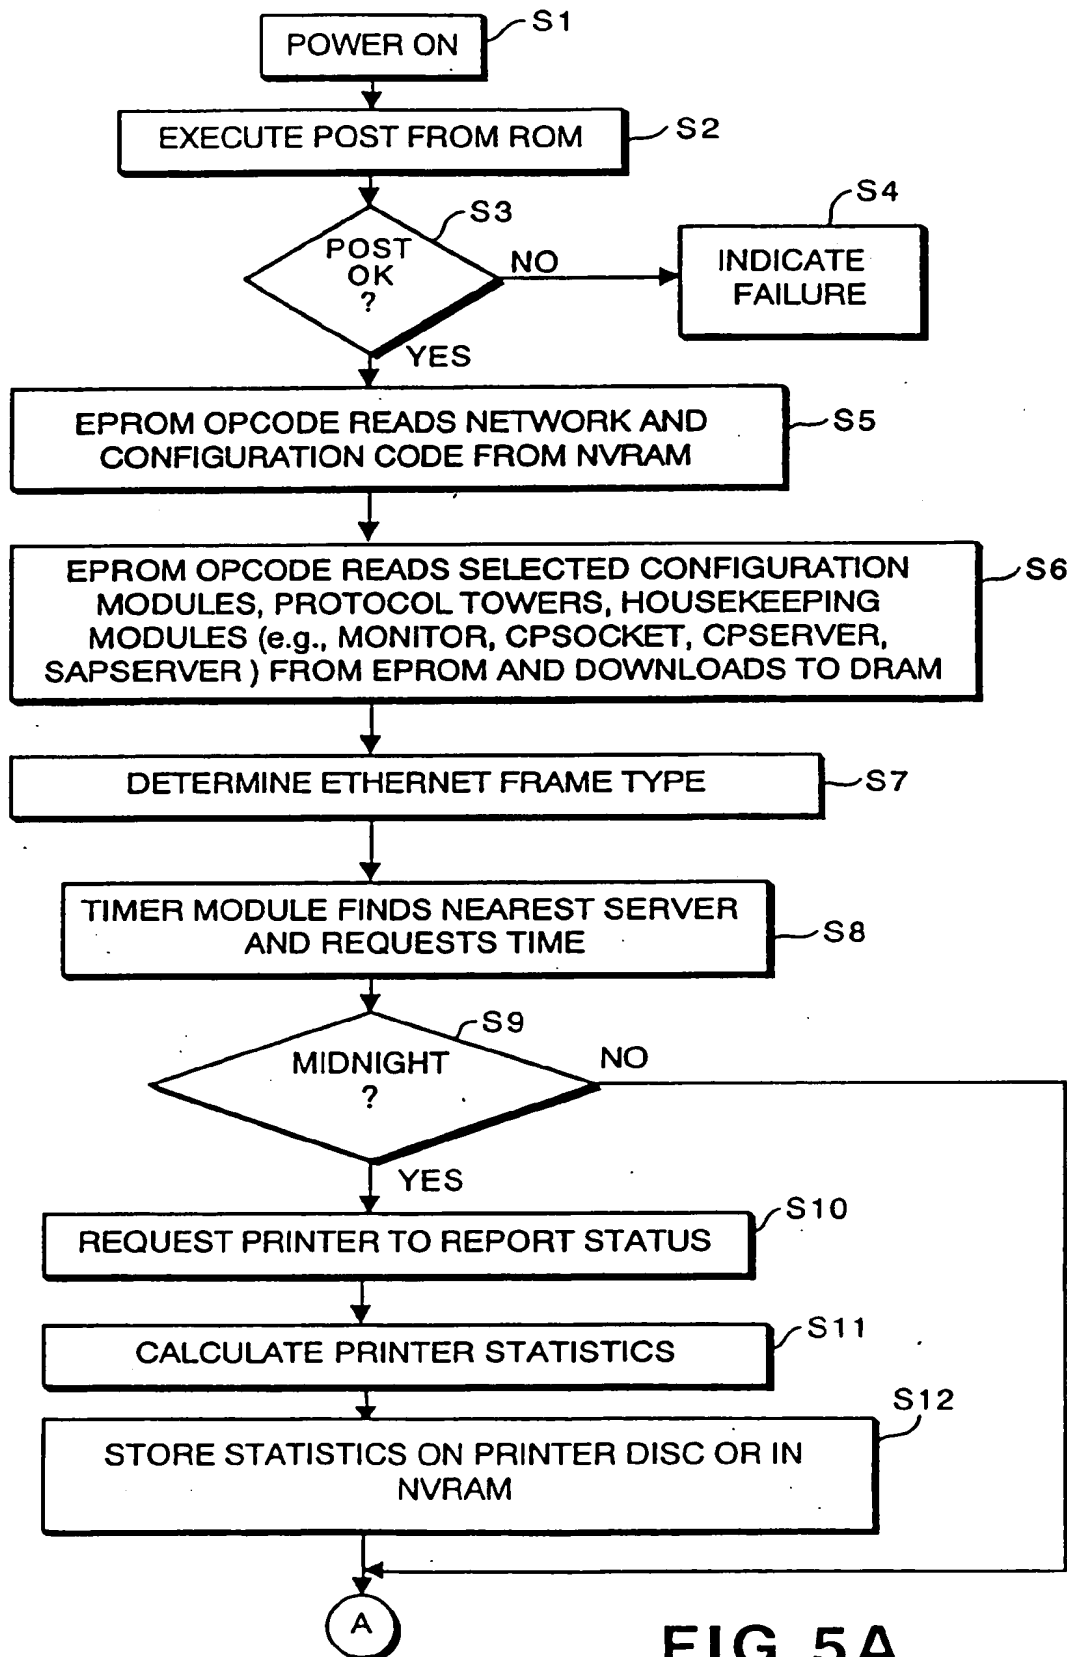 POWER ON
S1
EXECUTE POST FROM ROM
S2
POST
OK
?
S3
NO
S4
INDICATE
FAILURE
YES
EPROM OPCODE READS NETWORK AND
CONFIGURATION CODE FROM NVRAM
S5
EPROM OPCODE READS SELECTED CONFIGURATION
MODULES, PROTOCOL TOWERS, HOUSEKEEPING
MODULES (e.g., MONITOR, CPSOCKET, CPSERVER,
SAPSERVER ) FROM EPROM AND DOWNLOADS TO DRAM
S6
DETERMINE ETHERNET FRAME TYPE
S7
TIMER MODULE FINDS NEAREST SERVER
AND REQUESTS TIME
S8
S9
MIDNIGHT
?
NO
YES
REQUEST PRINTER TO REPORT STATUS
S10
CALCULATE PRINTER STATISTICS
S11
STORE STATISTICS ON PRINTER DISC OR IN
NVRAM
S12
A
FIG. 5A